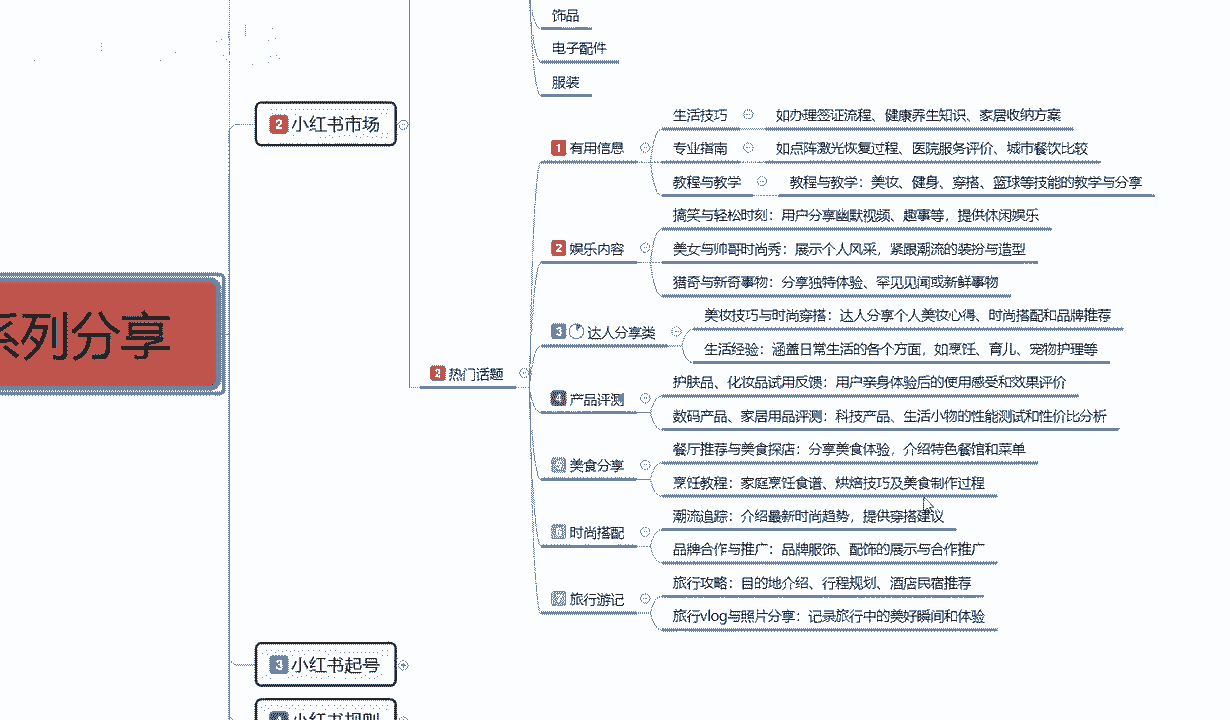 饰品
电子配件
服装
2 小红书市场
1 有用信息
生活技巧
如办理签证流程、健康养生知识、家居收纳方案
专业指南
如点阵激光恢复过程、医院服务评价、城市餐饮比较
教程与教学
教程与教学：美妆、健身、穿搭、篮球等技能的教学与分享
2 娱乐内容
搞笑与轻松时刻：用户分享幽默视频、趣事等，提供休闲娱乐
美女与帅哥时尚秀：展示个人风采，紧跟潮流的装扮与造型
猎奇与新奇事物：分享独特体验、罕见见闻或新鲜事物
系列分享
2 热门话题
3 达人分享类
美妆技巧与时尚穿搭：达人分享个人美妆心得、时尚搭配和品牌推荐
生活经验：涵盖日常生活的各个方面，如烹饪、育儿、宠物护理等
4 产品评测
护肤品、化妆品试用反馈：用户亲身体验后的使用感受和效果评价
数码产品、家居用品评测：科技产品、生活小物的性能测试和性价比分析
美食分享
餐厅推荐与美食探店：分享美食体验，介绍特色餐馆和菜单
烹饪教程：家庭烹饪食谱、烘焙技巧及美食制作过程
时尚搭配
潮流追踪：介绍最新时尚趋势，提供穿搭建议
品牌合作与推广：品牌服饰、配饰的展示与合作推广
旅行游记
旅行攻略：目的地介绍、行程规划、酒店民宿推荐
旅行vlog与照片分享：记录旅行中的美好瞬间和体验
3 小红书起号
小红书规则